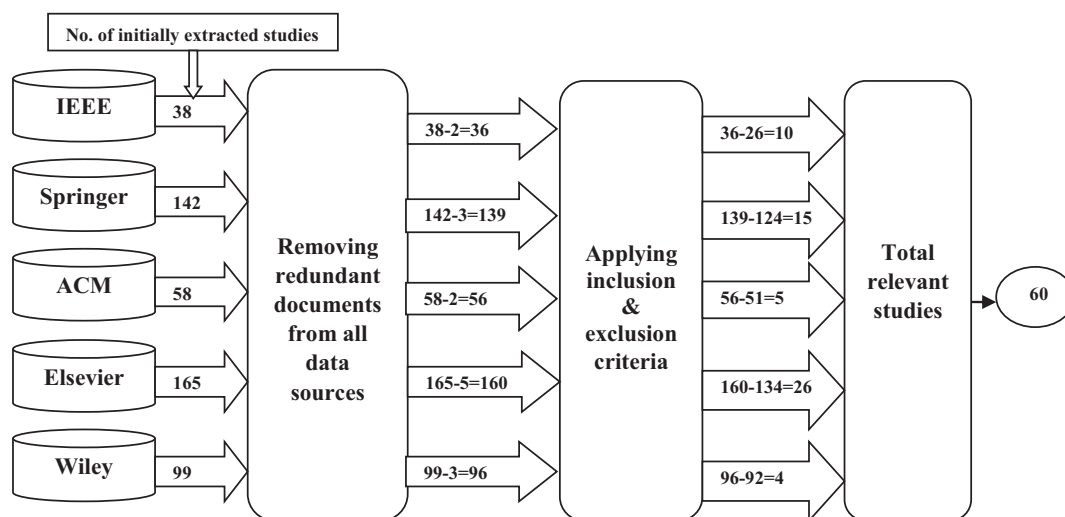 No. of initially extracted studies
IEEE
38
38-2=36
36-26=10
Springer
142
142-3=139
139-124=15
ACM
58
58-2=56
56-51=5
Elsevier
165
165-5=160
160-134=26
Wiley
99
99-3=96
96-92=4
Removing
redundant
documents
from all
data
sources
Applying
inclusion
&
exclusion
criteria
Total
relevant
studies
60